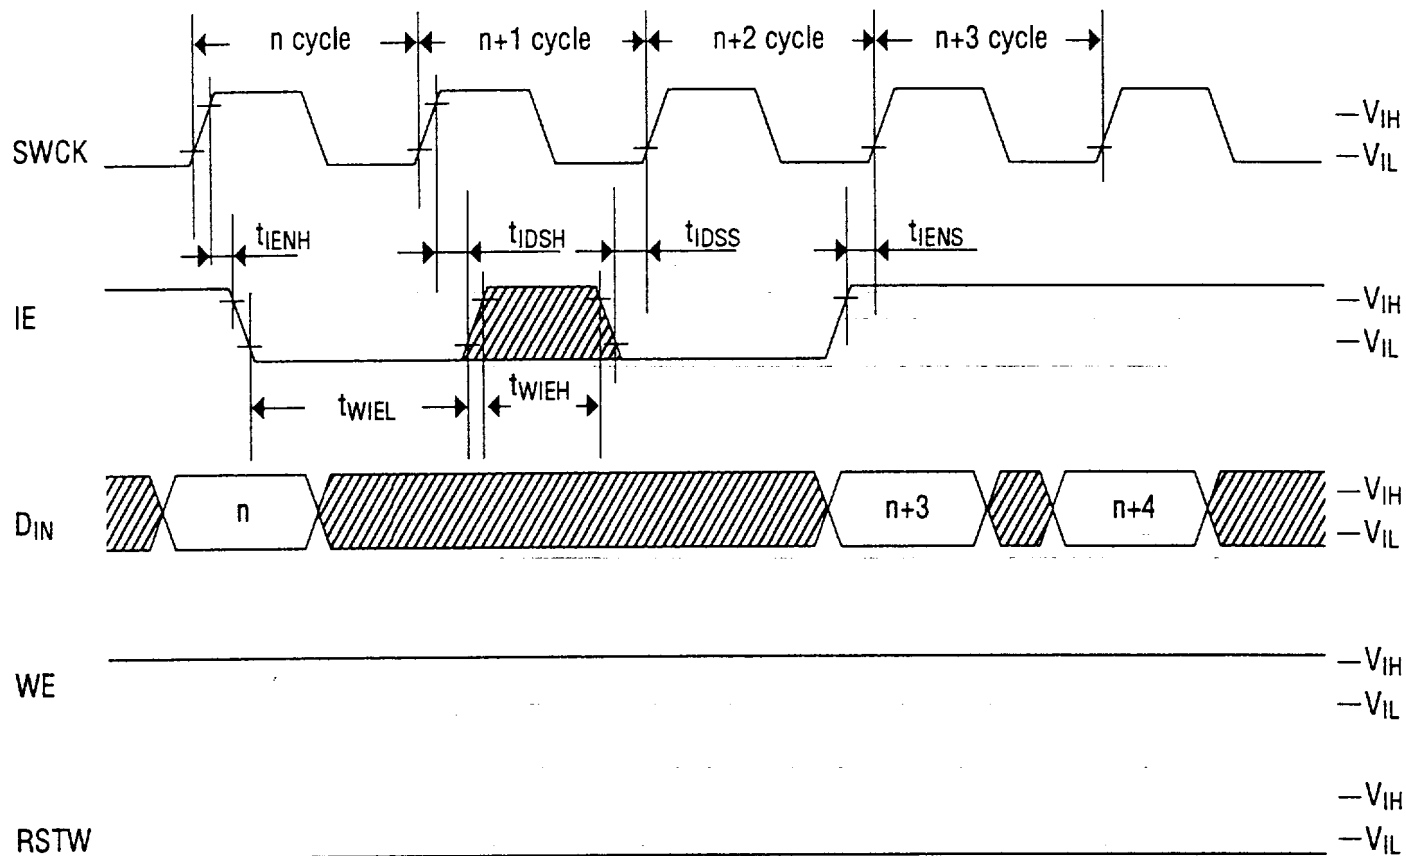 n cycle n+1 cycle n+2 cycle n+3 cycle
SWCK
VIH
VIL
tIENH tIDSH tIDSS tIENS
IE
VIH
VIL
tWIEL tWIEH
DIN
n n+3 n+4
VIH
VIL
WE
VIH
VIL
RSTW
VIH
VIL